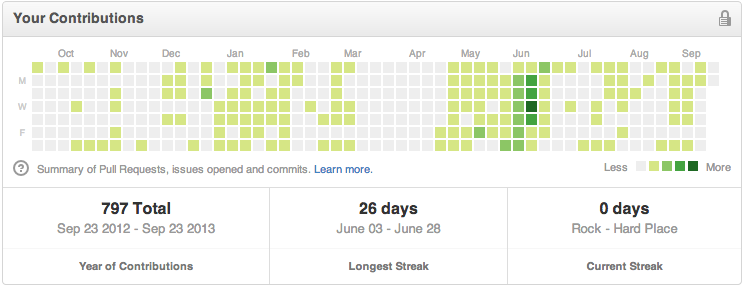 Your Contributions
Oct Nov Dec Jan Feb Mar Apr May Jun Jul Aug Sep
M
W
F
? Summary of Pull Requests, issues opened and commits. Learn more. Less More
797 Total 26 days 0 days
Sep 23 2012 - Sep 23 2013 June 03 - June 28 Rock - Hard Place
Year of Contributions Longest Streak Current Streak